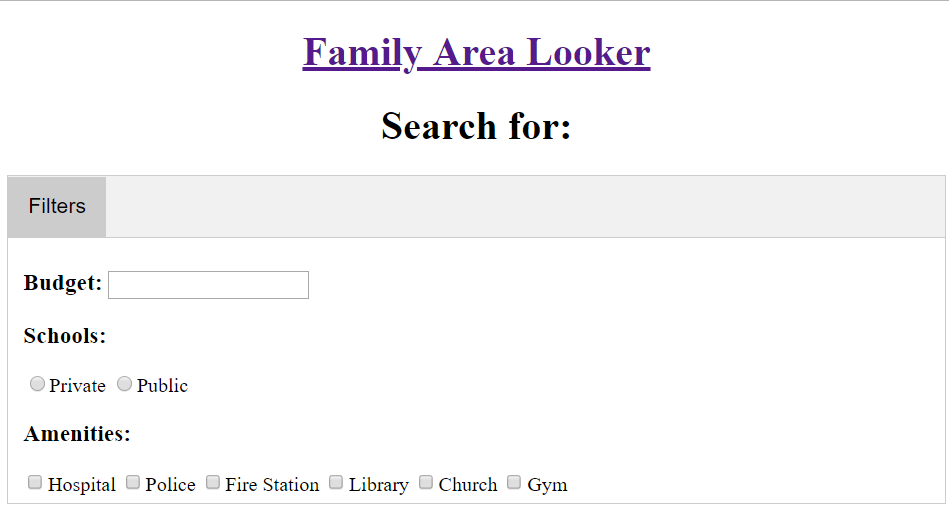 Family Area Looker
Search for:
Filters
Budget:
Schools:
Private Public
Amenities:
Hospital Police Fire Station Library Church Gym